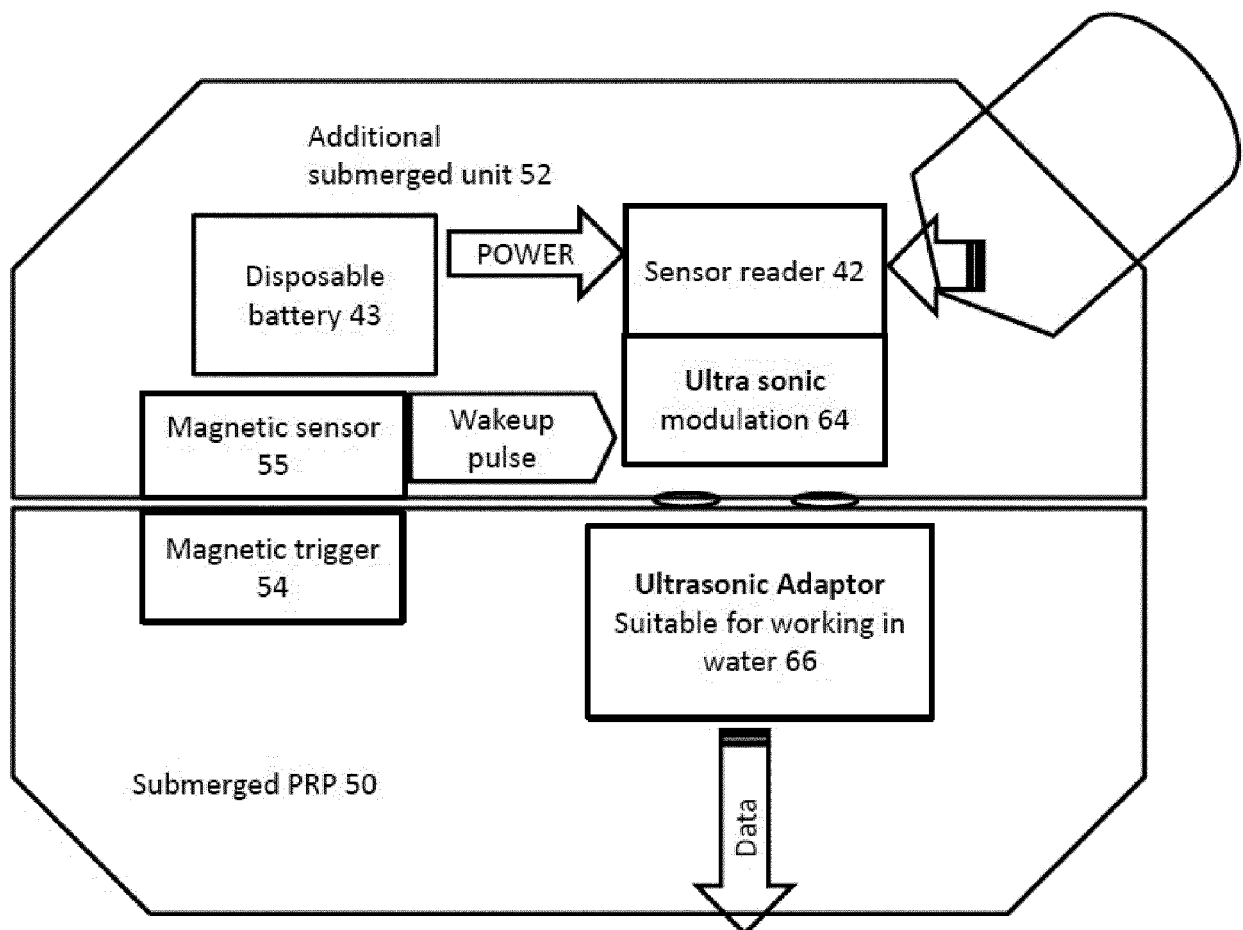 Additional
submerged unit 52
Disposable
battery 43
POWER
Sensor reader 42
Ultra sonic
modulation 64
Magnetic sensor
55
Wakeup
pulse
Magnetic trigger
54
Ultrasonic Adaptor
Suitable for working in
water 66
Submerged PRP 50
Data